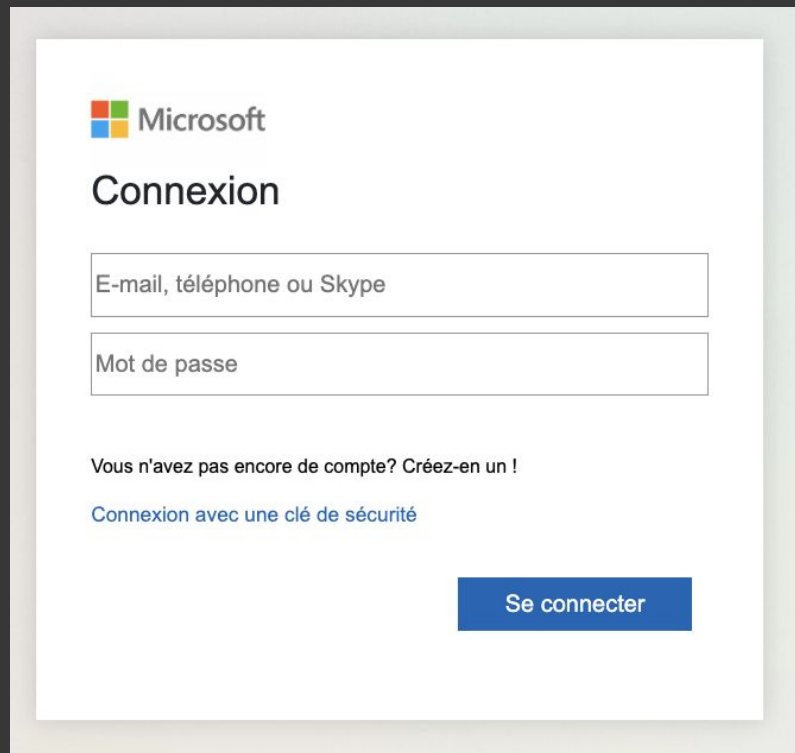 Microsoft
Connexion
E-mail, téléphone ou Skype
Mot de passe
Vous n'avez pas encore de compte? Créez-en un !
Connexion avec une clé de sécurité
Se connecter